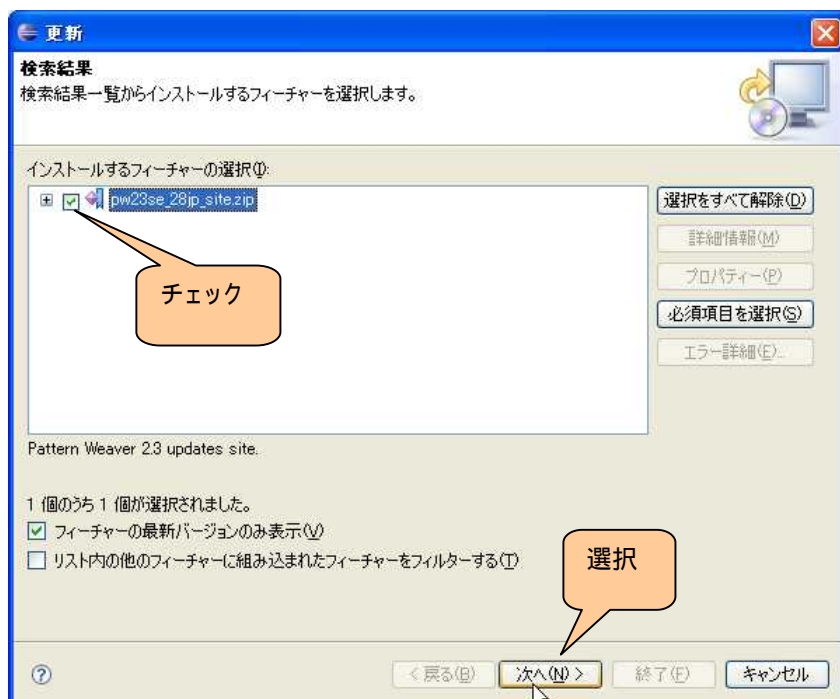 更新
検索結果
検索結果一覧からインストールするフィーチャーを選択します。
インストールするフィーチャーの選択(I):
pw23se_28jp_site.zip
選択をすべて解除(D)
詳細情報(M)
プロパティー(P)
必須項目を選択(S)
エラー詳細(E)...
チェック
Pattern Weaver 2.3 updates site.
1 個のうち 1 個が選択されました。
フィーチャーの最新バージョンのみ表示(V)
リスト内の他のフィーチャーに組み込まれたフィーチャーをフィルターする(T)
選択
< 戻る(B)
次へ(N) >
終了(F)
キャンセル